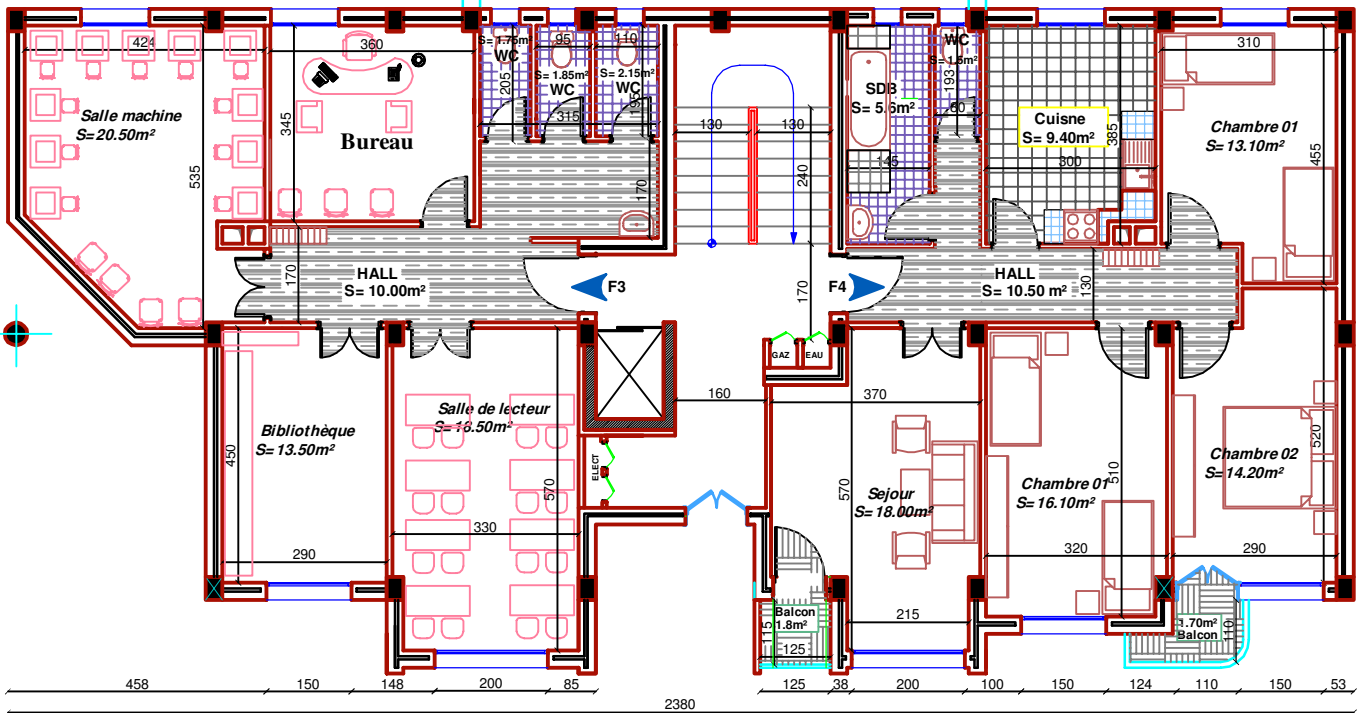 424
360
S= 1.75m²
WC
205
95
S= 1.85m²
WC
110
S= 2.15m²
WC
195
315
Salle machine
S=20.50m²
535
345
Bureau
170
130
130
240
SDB
S= 5.6m²
145
WC
S= 1.5m²
193
80
Cuisne
S= 9.40m²
300
385
310
Chambre 01
S=13.10m²
455
170
HALL
S= 10.00m²
F3
170
F4
HALL
S= 10.50 m²
130
GAZ
EAU
160
370
Bibliothèque
S=13.50m²
450
290
Salle de lecteur
S=18.50m²
330
570
ELECT
570
Sejour
S=18.00m²
215
Chambre 01
S=16.10m²
510
320
Chambre 02
S=14.20m²
520
290
Balcon
1.8m²
115
125
1.70m²
Balcon
110
458
150
148
200
85
125
38
200
100
150
124
110
150
53
2380